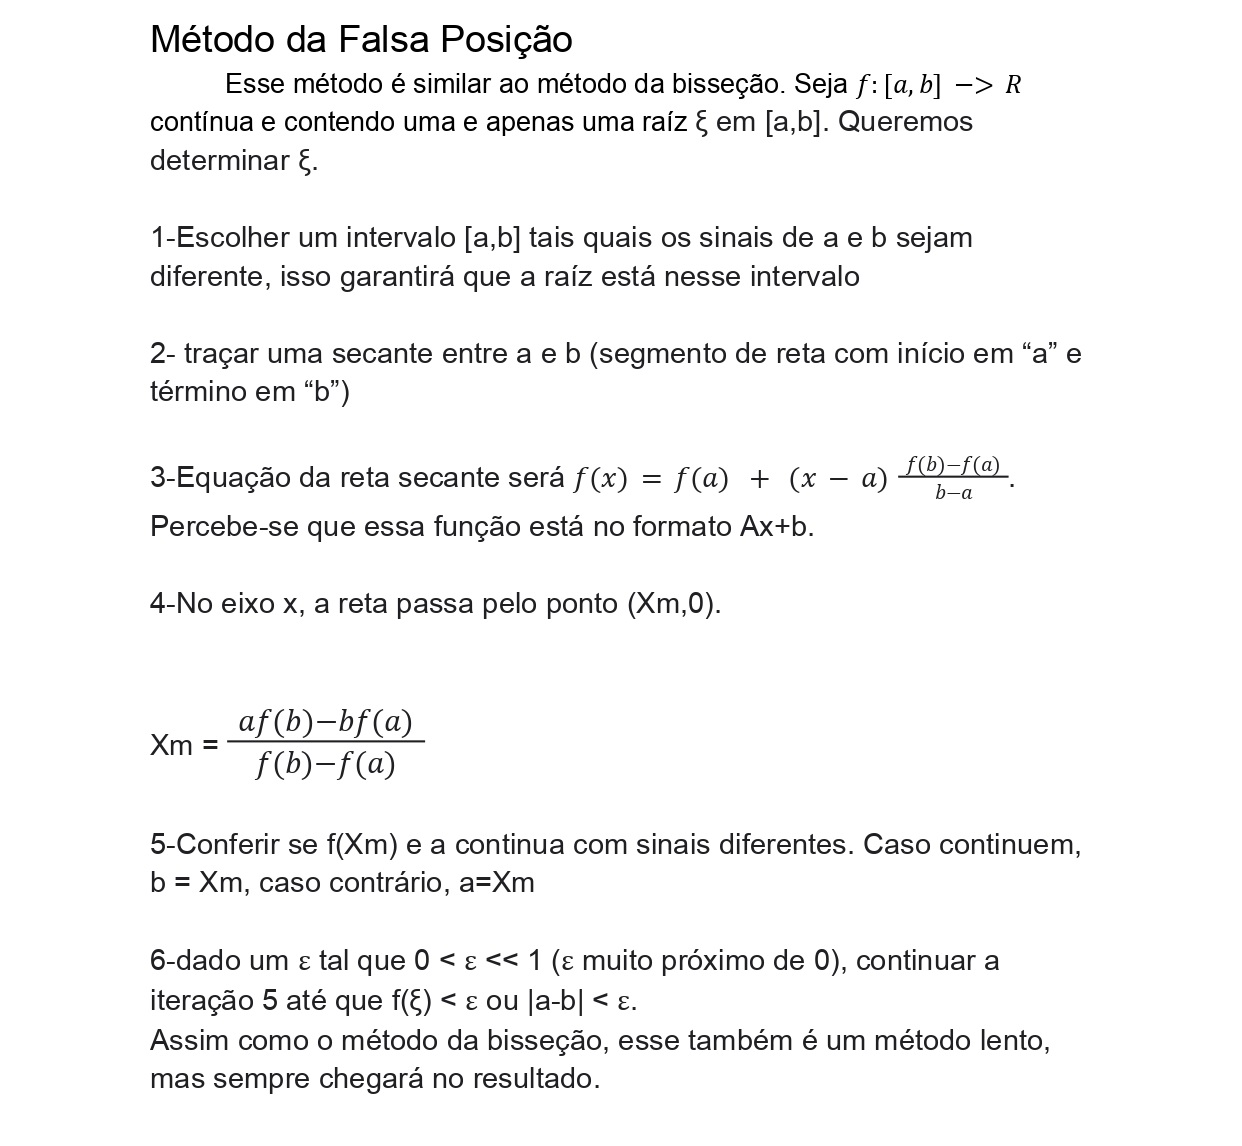 Método da Falsa Posição
Esse método é similar ao método da bisseção. Seja f: [a, b] −> R
contínua e contendo uma e apenas uma raíz ξ em [a,b]. Queremos
determinar ξ.
1-Escolher um intervalo [a,b] tais quais os sinais de a e b sejam
diferente, isso garantirá que a raíz está nesse intervalo
2- traçar uma secante entre a e b (segmento de reta com início em “a” e
término em “b”)
3-Equação da reta secante será f(x) = f(a) + (x − a) \frac{f(b)−f(a)}{b−a}.
Percebe-se que essa função está no formato Ax+b.
4-No eixo x, a reta passa pelo ponto (Xm,0).
Xm = \frac{af(b)−bf(a)}{f(b)−f(a)}
5-Conferir se f(Xm) e a continua com sinais diferentes. Caso continuem,
b = Xm, caso contrário, a=Xm
6-dado um ε tal que 0 < ε << 1 (ε muito próximo de 0), continuar a
iteração 5 até que f(ξ) < ε ou |a-b| < ε.
Assim como o método da bisseção, esse também é um método lento,
mas sempre chegará no resultado.